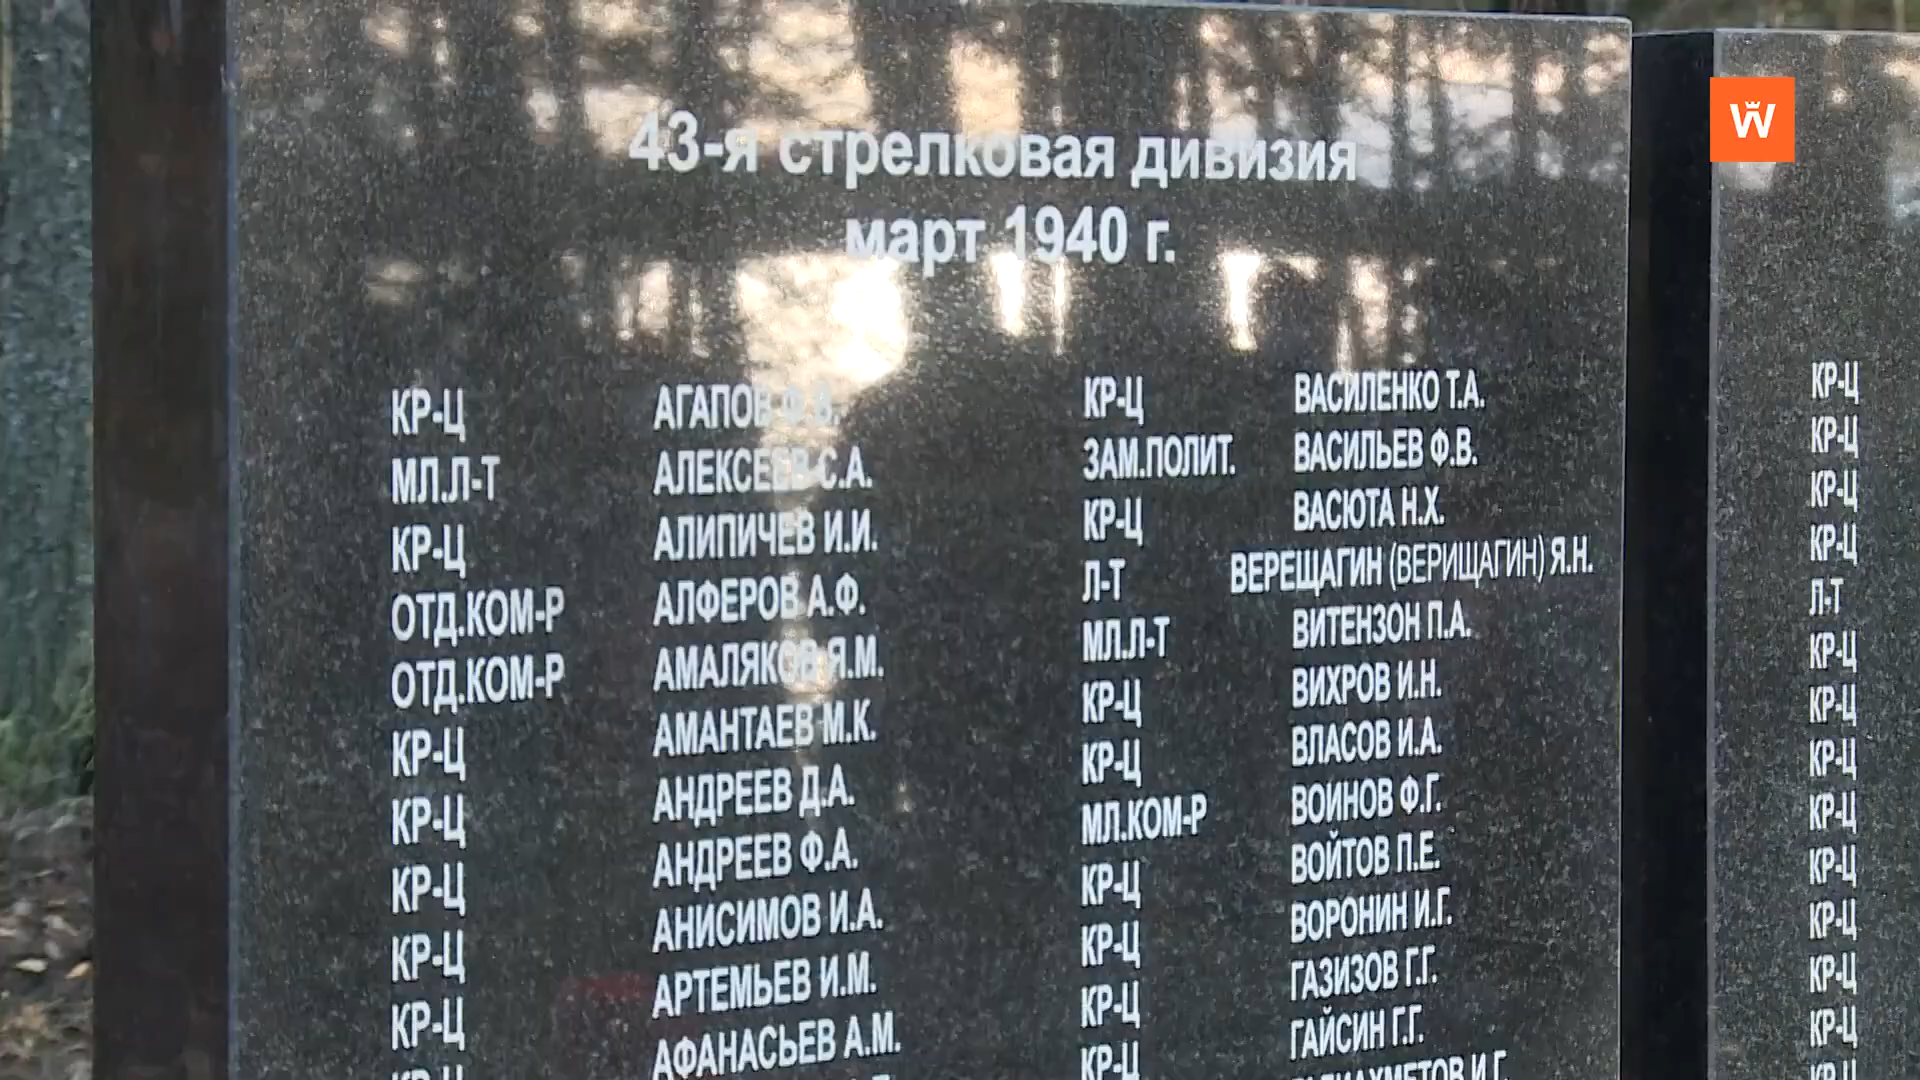 W
43-я стрелковая дивизия
март 1940 г.
КР-Ц АГАПОВ Ф.В.
МЛ.Л-Т АЛЕКСЕЕВ С.А.
КР-Ц АЛИПИЧЕВ И.И.
ОТД.КОМ-Р АЛФЕРОВ А.Ф.
ОТД.КОМ-Р АМАЛЯКОВ Я.М.
КР-Ц АМАНТАЕВ М.К.
КР-Ц АНДРЕЕВ Д.А.
КР-Ц АНДРЕЕВ Ф.А.
КР-Ц АНИСИМОВ И.А.
КР-Ц АРТЕМЬЕВ И.М.
КР-Ц АФАНАСЬЕВ А.М.
КР-Ц ВАСИЛЕНКО Т.А.
ЗАМ.ПОЛИТ. ВАСИЛЬЕВ Ф.В.
КР-Ц ВАСЮТА Н.Х.
Л-Т ВЕРЕЩАГИН (ВЕРИЩАГИН) Я.Н.
МЛ.Л-Т ВИТЕНЗОН П.А.
КР-Ц ВИХРОВ И.Н.
КР-Ц ВЛАСОВ И.А.
МЛ.КОМ-Р ВОИНОВ Ф.Г.
КР-Ц ВОЙТОВ П.Е.
КР-Ц ВОРОНИН И.Г.
КР-Ц ГАЗИЗОВ Г.Г.
КР-Ц ГАЙСИН Г.Г.
КР-Ц
КР-Ц
КР-Ц
КР-Ц
Л-Т
КР-Ц
КР-Ц
КР-Ц
КР-Ц
КР-Ц
КР-Ц
КР-Ц
КР-Ц
КР-Ц